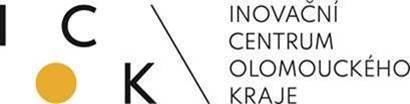 I C K
INOVAČNÍ
CENTRUM
OLOMOUCKÉHO
KRAJE